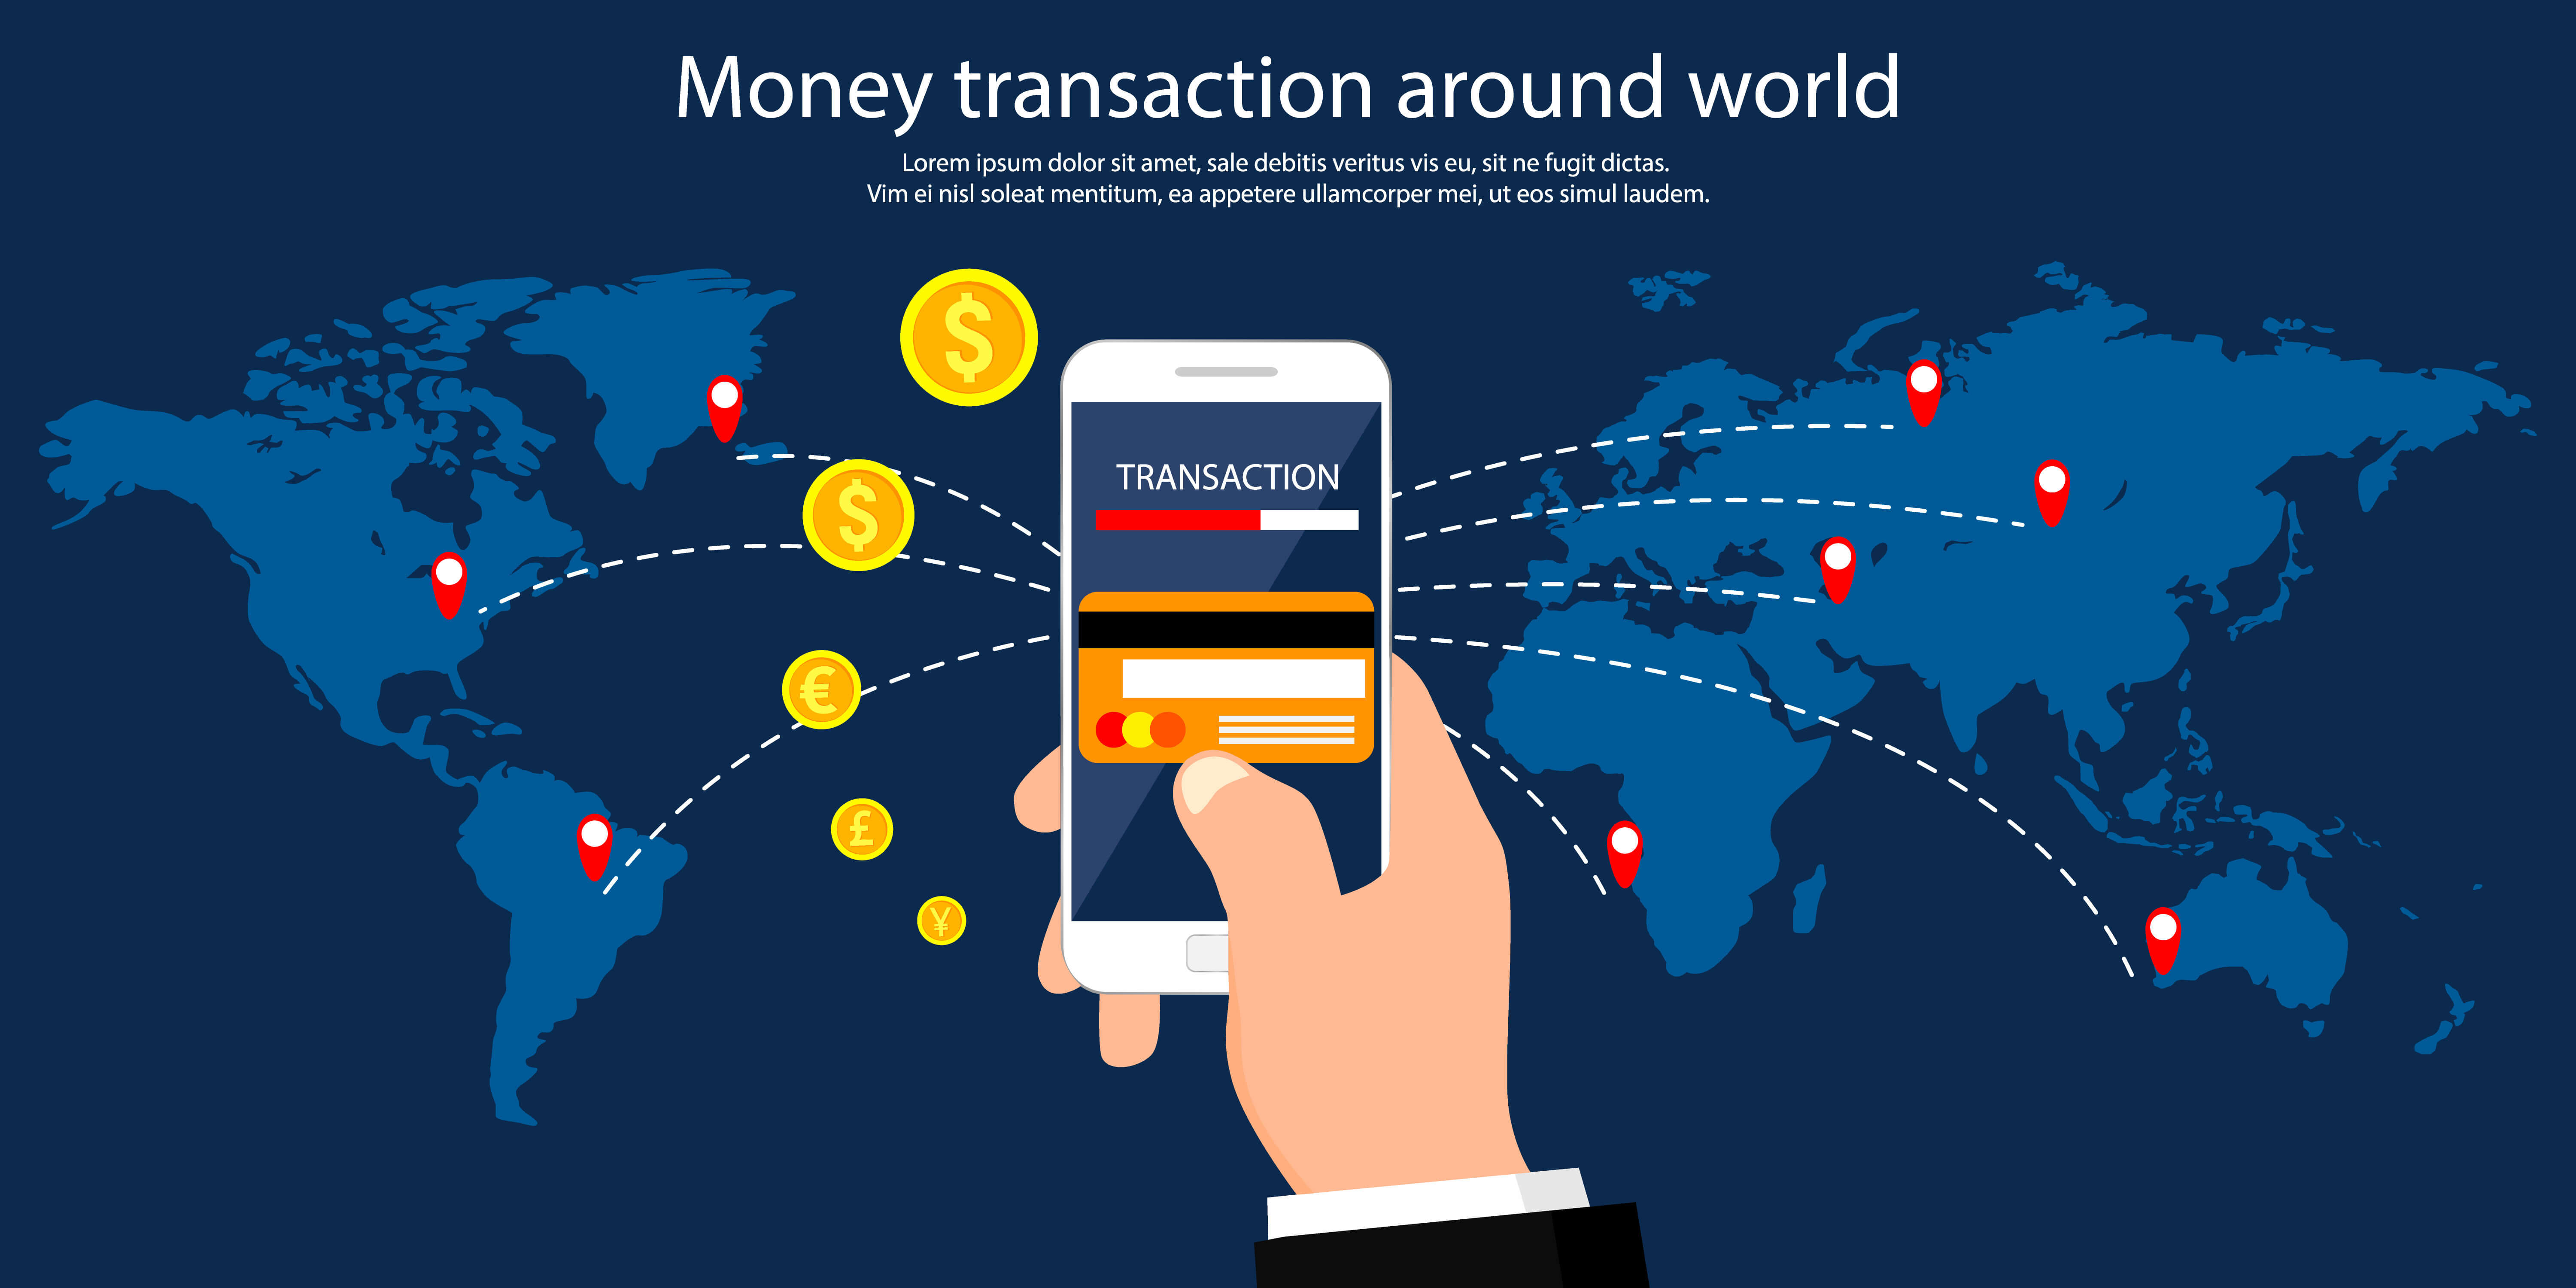 Money transaction around world
Lorem ipsum dolor sit amet, sale debitis veritus vis eu, sit ne fugit dictas.
Vim ei nisl soleat mentitum, ea appetere ullamcorper mei, ut eos simul laudem.
$
$
TRANSACTION
€
£
¥